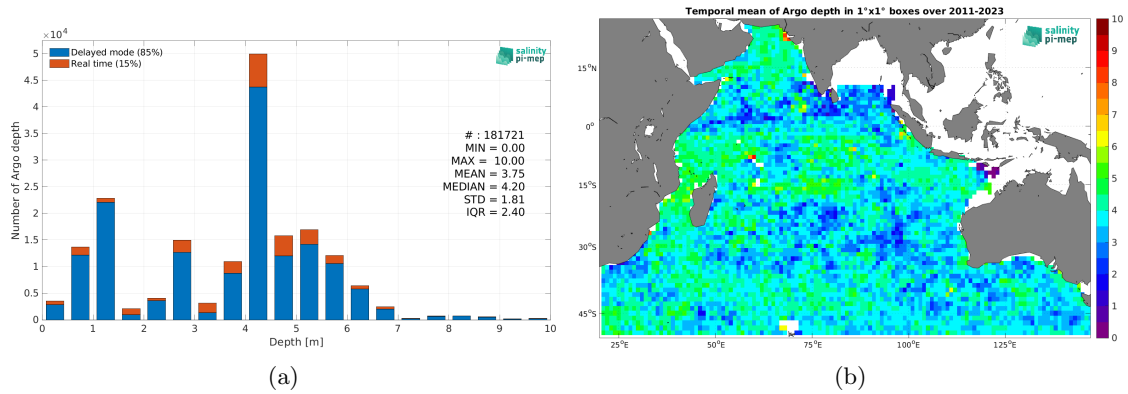 ×10⁴
Delayed mode (85%)
Real time (15%)
salinity
pi-mep
# : 181721
MIN = 0.00
MAX = 10.00
MEAN = 3.75
MEDIAN = 4.20
STD = 1.81
IQR = 2.40
Number of Argo depth
5
4.5
4
3.5
3
2.5
2
1.5
1
0.5
0
0 1 2 3 4 5 6 7 8 9 10
Depth [m]
(a)
Temporal mean of Argo depth in 1°x1° boxes over 2011-2023
salinity
pi-mep
15°N
0°
15°S
30°S
45°S
25°E 50°E 75°E 100°E 125°E
10
9
8
7
6
5
4
3
2
1
0
(b)